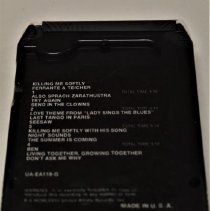 KILLING ME SOFTLY
FERRANTE & TEICHER
1
ALSO SPRACH ZARATHUSTRA
TRY AGAIN
SEND IN THE CLOWNS
2
LOVE THEME FROM "LADY SINGS THE BLUES"
LAST TANGO IN PARIS
SEESAW
3
KILLING ME SOFTLY WITH HIS SONG
NIGHT SOUNDS
THE SUMMER IS COMING
4
BEN
LIVING TOGETHER, GROWING TOGETHER
DON'T ASK ME WHY
UA-EA118-G
MADE IN U.S.